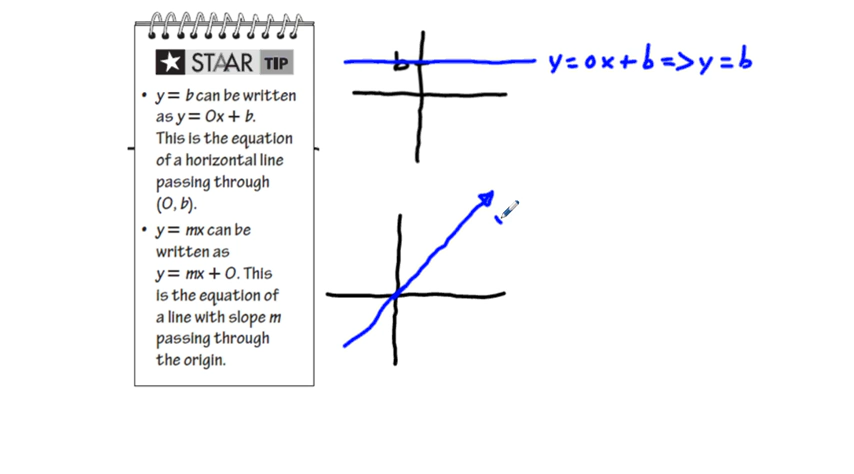 STAAR TIP
• y = b can be written
as y = 0x + b.
This is the equation
of a horizontal line
passing through
(0, b).
• y = mx can be
written as
y = mx + 0. This
is the equation of
a line with slope m
passing through
the origin.
b
y = 0x + b => y = b